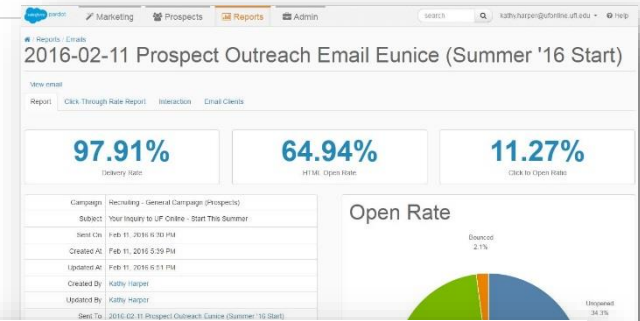 salesforce pardot Marketing Prospects Reports Admin search kathy.harper@ufonline.ufl.edu Help
/ Reports / Emails
2016-02-11 Prospect Outreach Email Eunice (Summer '16 Start)
View email
Report Click-Through Rate Report Interaction Email Clients
97.91% 64.94% 11.27%
Delivery Rate HTML Open Rate Click to Open Ratio
Campaign Recruiting - General Campaign (Prospects)
Subject Your Inquiry to UF Online - Start This Summer
Sent On Feb 11, 2016 6:30 PM
Created At Feb 11, 2016 5:39 PM
Updated At Feb 11, 2016 6:51 PM
Created By Kathy Harper
Updated By Kathy Harper
Sent To 2016-02-11 Prospect Outreach Eunice (Summer '16 Start)
Open Rate
Bounced
2.1%
Unopened
34.3%